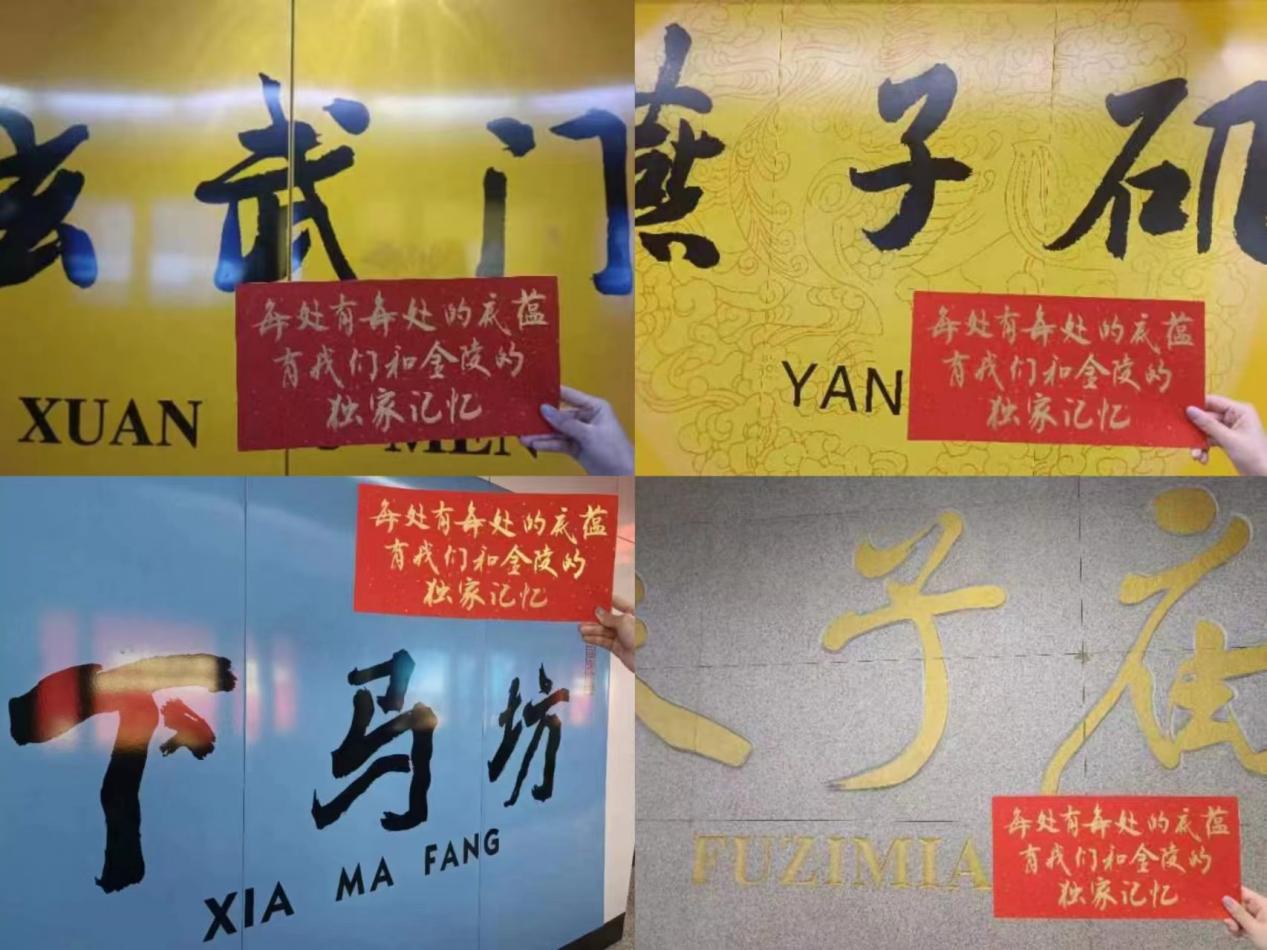 玄武门
每处有每处的底蕴
有我们和金陵的
独家记忆
XUAN MEN
燕子矶
每处有每处的底蕴
有我们和金陵的
独家记忆
YAN
每处有每处的底蕴
有我们和金陵的
独家记忆
下马坊
XIA MA FANG
夫子庙
FUZIMIA
每处有每处的底蕴
有我们和金陵的
独家记忆